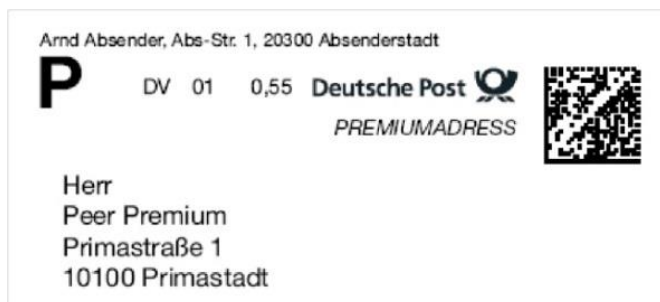 Arnd Absender, Abs-Str. 1, 20300 Absenderstadt
P DV 01 0,55 Deutsche Post
PREMIUMADRESS
Herr
Peer Premium
Primastraße 1
10100 Primastadt